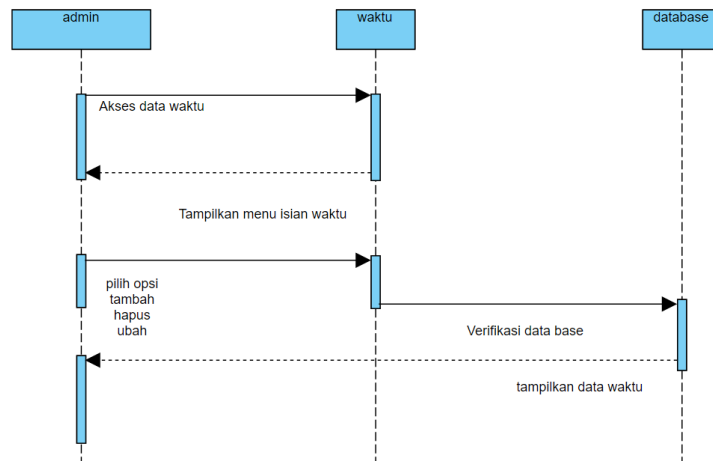 admin
waktu
database
Akses data waktu
Tampilkan menu isian waktu
pilih opsi
tambah
hapus
ubah
Verifikasi data base
tampilkan data waktu